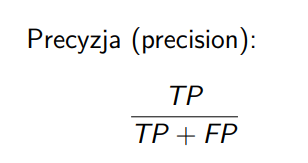 Precyzja (precision):
TP
TP + FP